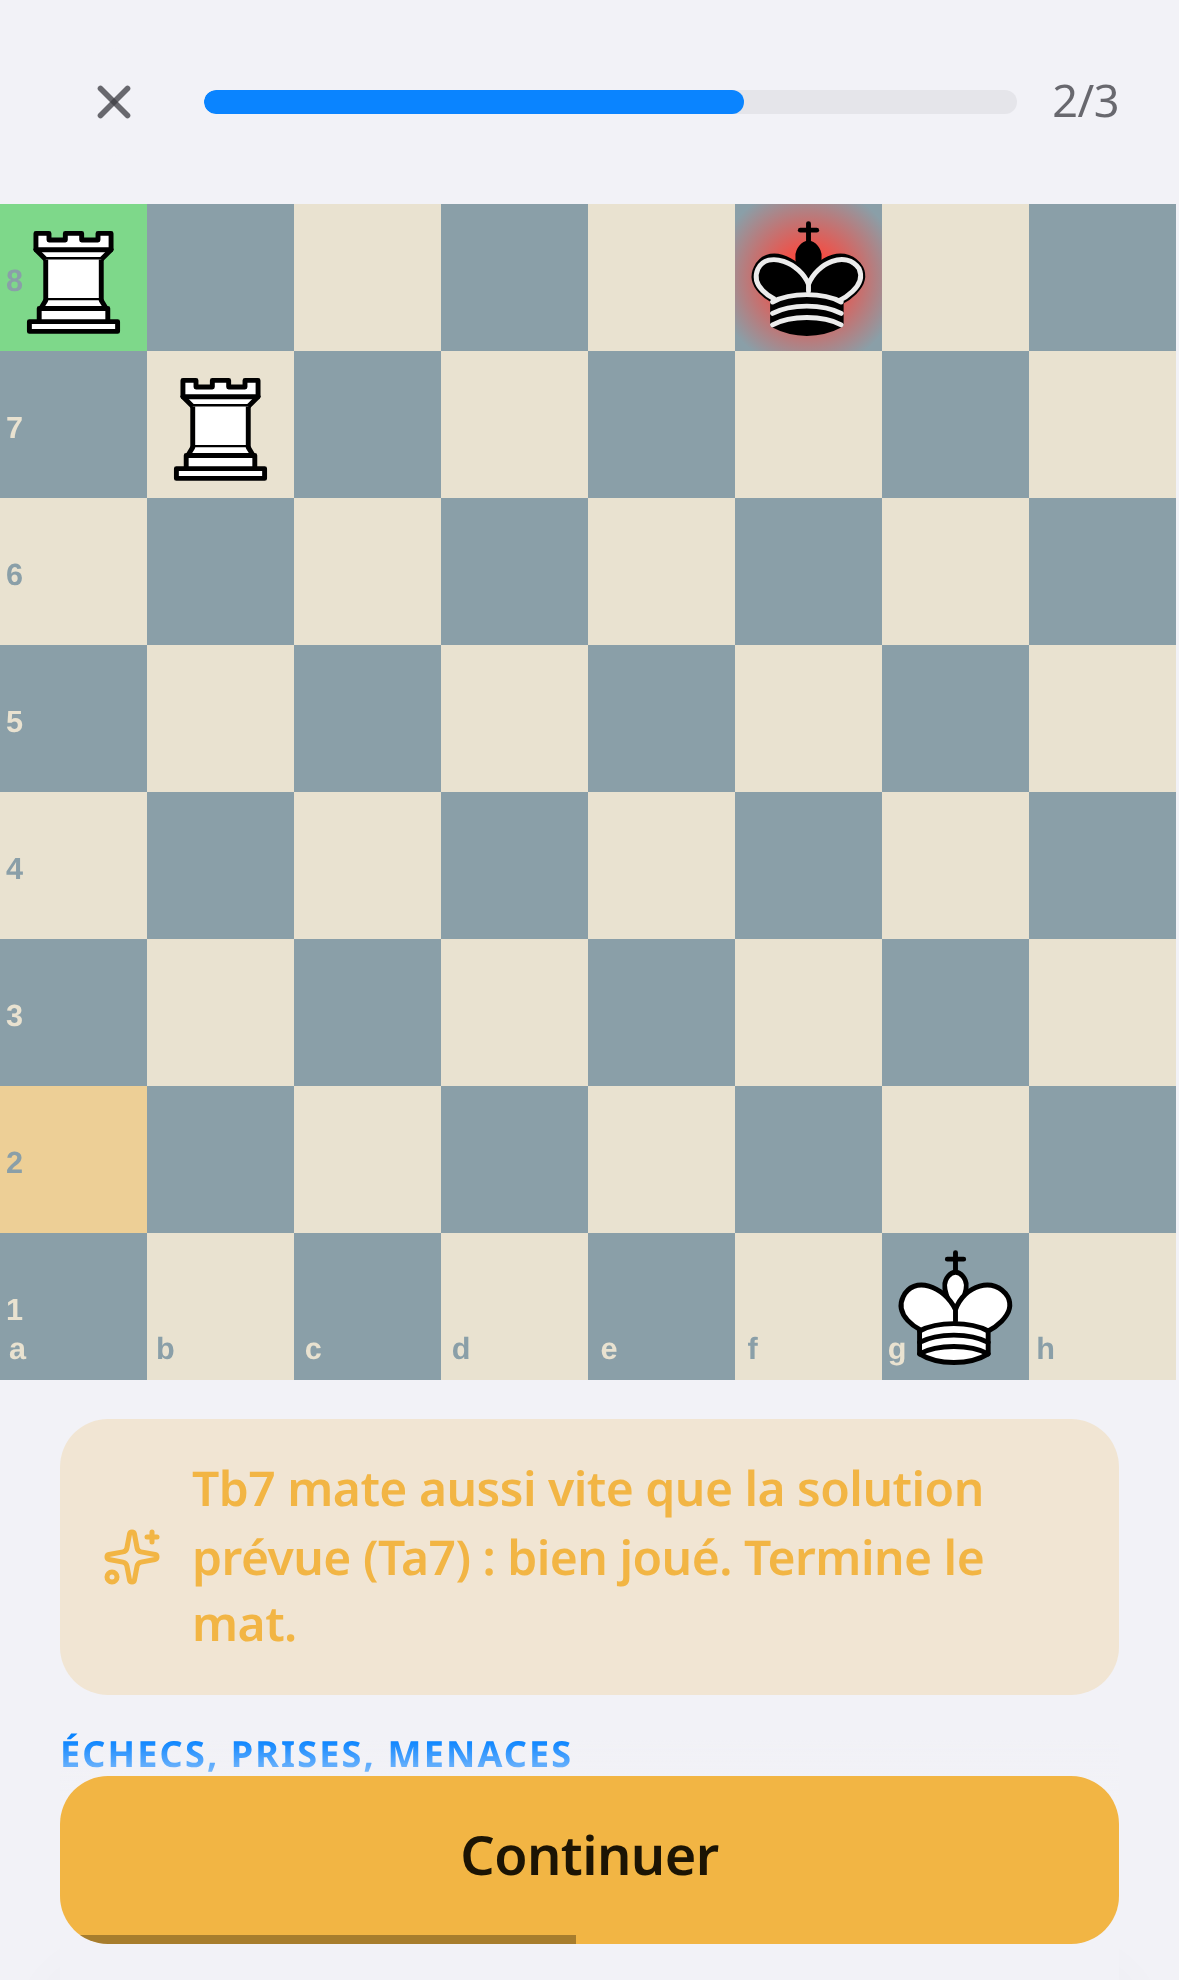 2/3
8
7
6
5
4
3
2
1
a b c d e f g h
Tb7 mate aussi vite que la solution
prévue (Ta7) : bien joué. Termine le
mat.
ÉCHECS, PRISES, MENACES
Continuer